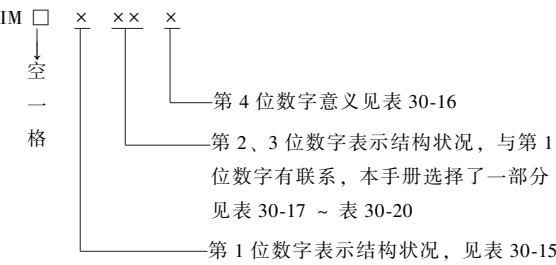 IM □ × ×× ×
空
一
格
第 4 位数字意义见表 30-16
第 2、3 位数字表示结构状况，与第 1
位数字有联系，本手册选择了一部分
见表 30-17 ~ 表 30-20
第 1 位数字表示结构状况，见表 30-15